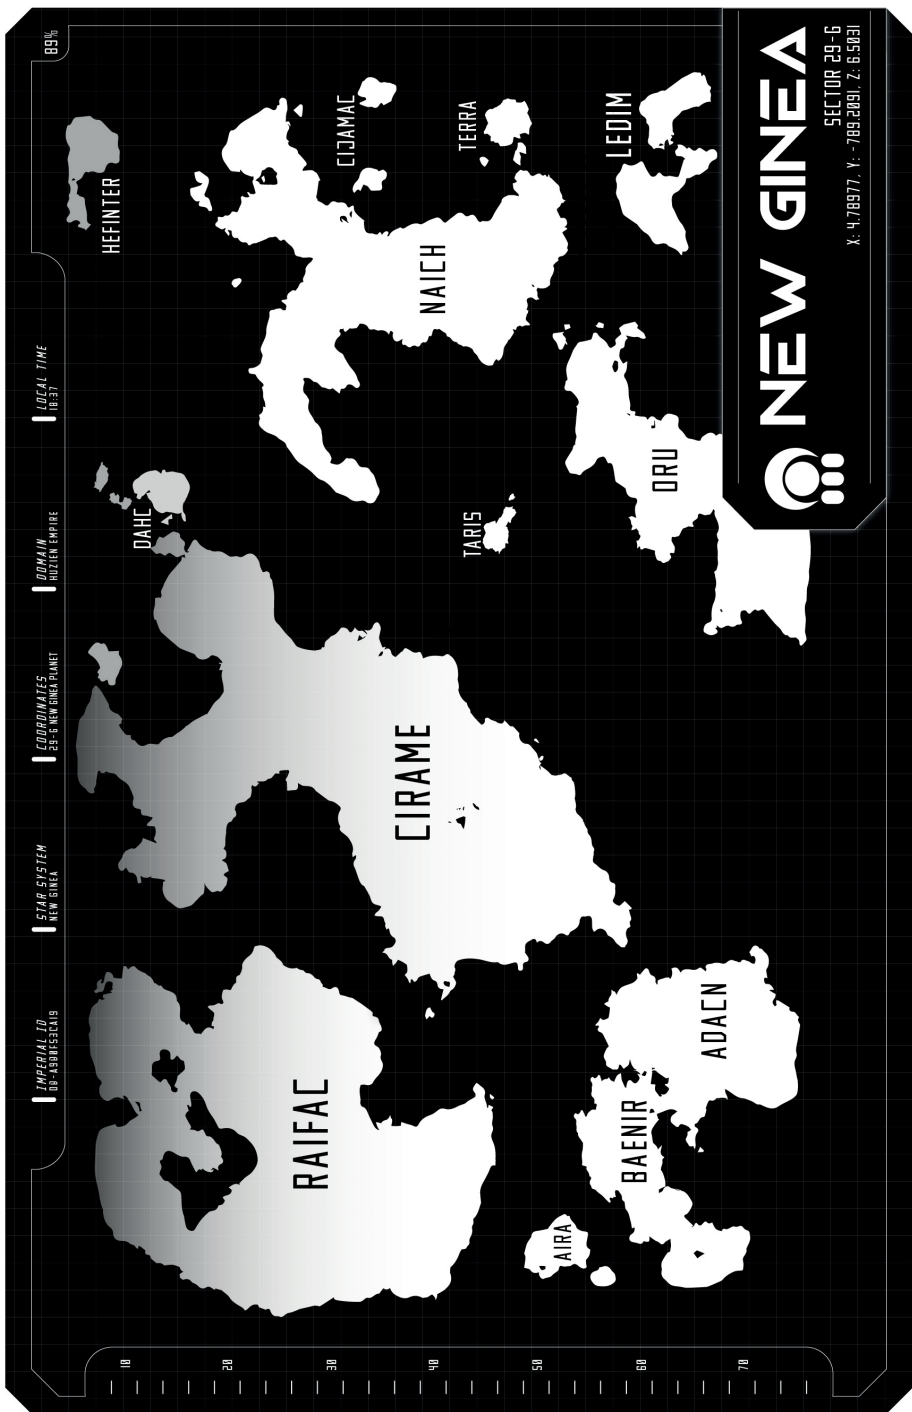 NEW GINEA
SECTOR 29-G
X: 4.78977, Y: -789.2091, Z: 6.5031
89%
LOCAL TIME
18:37
DOMAIN
HUZIEN EMPIRE
COORDINATES
29-G NEW GINEA PLANET
STAR SYSTEM
NEW GINEA
IMPERIAL ID
HEFINTER
CIJAMAC
TERRA
LEDIM
NAICH
DAHC
TARIS
ORU
CIRAME
RAIFAC
ADACN
BAENIR
AIRA
10
20
30
40
50
60
70